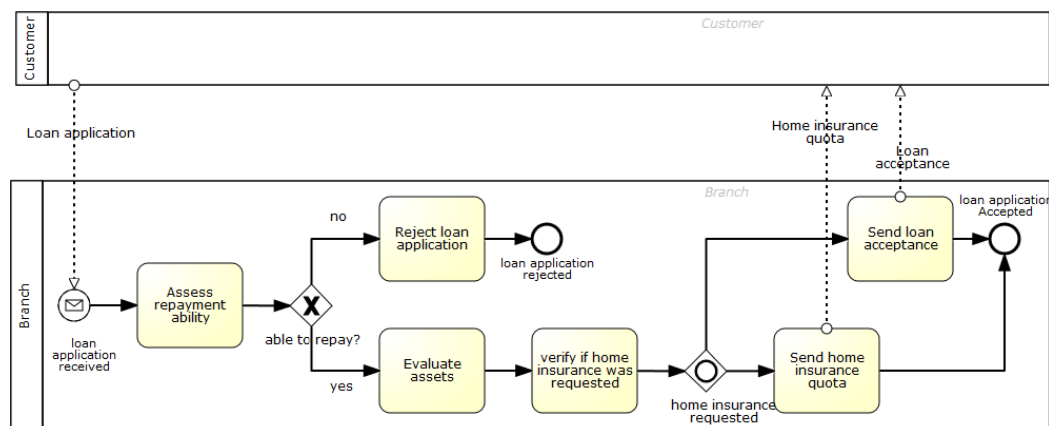 Customer
Customer
Loan application
Home insurance
quota
Loan
acceptance
Branch
Branch
loan application
Accepted
no
Reject loan
application
Send loan
acceptance
loan application
rejected
Assess
repayment
ability
X
loan
application
received
able to repay?
yes
Evaluate
assets
verify if home
insurance was
requested
Send home
insurance
quota
home insurance
requested